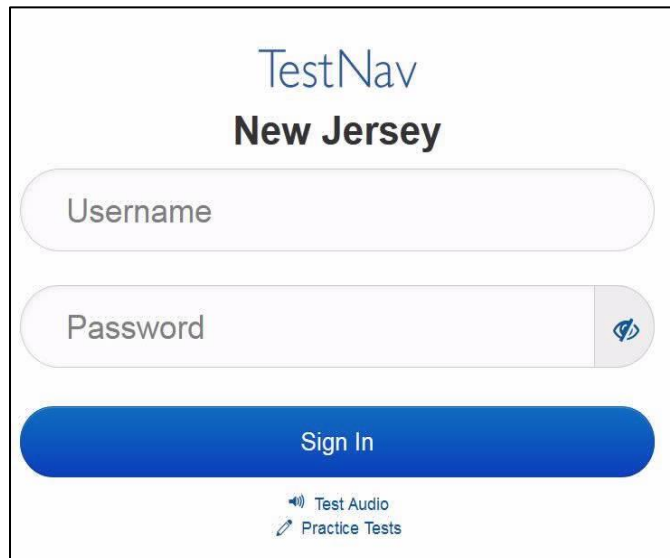 TestNav
New Jersey
Username
Password
Sign In
Test Audio
Practice Tests